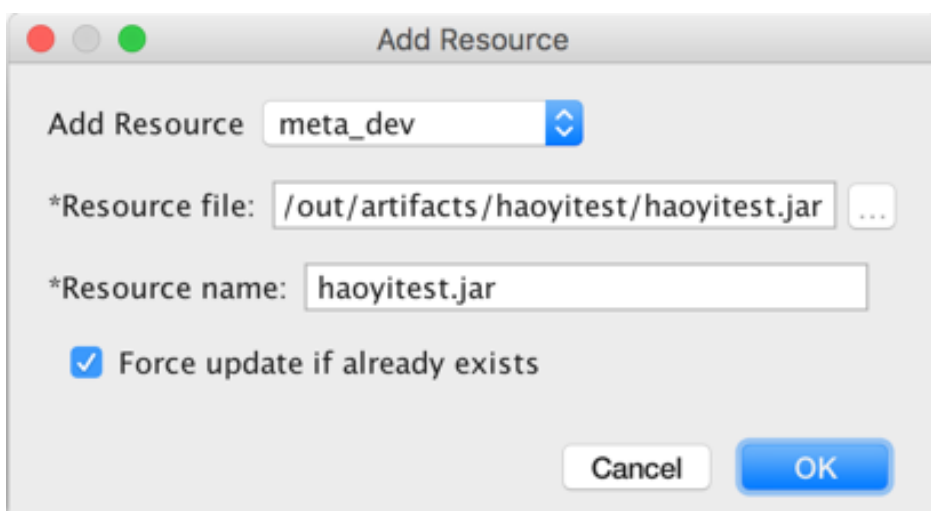 Add Resource
Add Resource meta_dev
*Resource file: /out/artifacts/haoyitest/haoyitest.jar ...
*Resource name: haoyitest.jar
Force update if already exists
Cancel OK